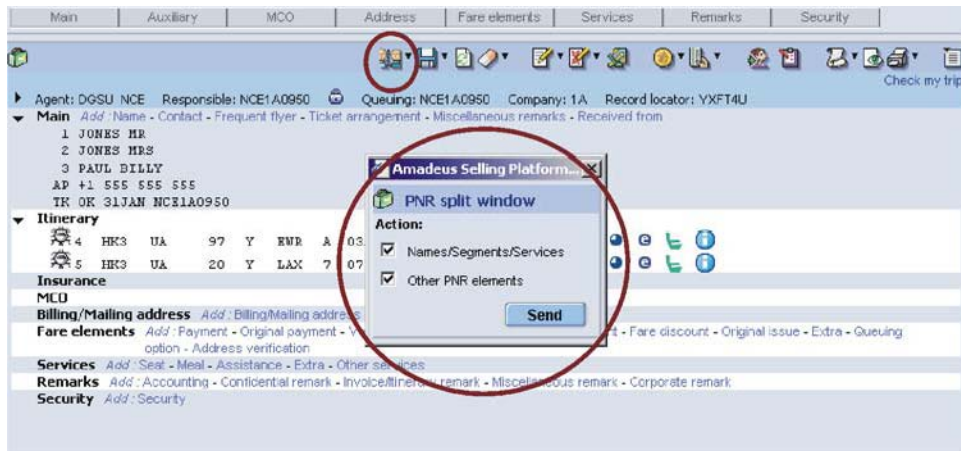 Main Auxiliary MCO Address Fare elements Services Remarks Security
Check my trip
Agent: DGSU NCE Responsible: NCE1A0950 Queuing: NCE1A0950 Company: 1A Record locator: YXFT4U
Main Add : Name - Contact - Frequent flyer - Ticket arrangement - Miscellaneous remarks - Received from
1 JONES MR
2 JONES MRS
3 PAUL BILLY
AP +1 555 555 555
TK OK 31JAN NCE1A0950
Amadeus Selling Platform...
PNR split window
Action:
Names/Segments/Services
Other PNR elements
Send
Itinerary
4 HK3 UA 97 Y EWR A 03
5 HK3 UA 20 Y LAX 7 07
Insurance
MCO
Billing/Mailing address Add : Billing/Mailing address
Fare elements Add : Payment - Original payment - - Fare discount - Original issue - Extra - Queuing
option - Address verification
Services Add : Seat - Meal - Assistance - Extra - Other services
Remarks Add : Accounting - Confidential remark - Invoice/Itinerary remark - Miscellaneous remark - Corporate remark
Security Add : Security